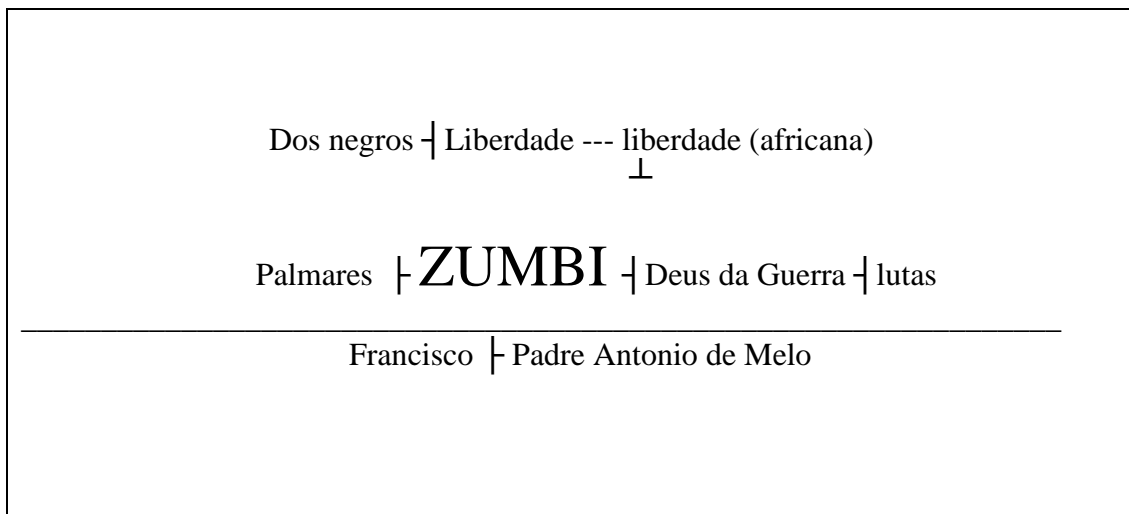 Dos negros ┤Liberdade --- liberdade (africana)
┴
Palmares ├ ZUMBI ┤Deus da Guerra ┤lutas
Francisco ├ Padre Antonio de Melo